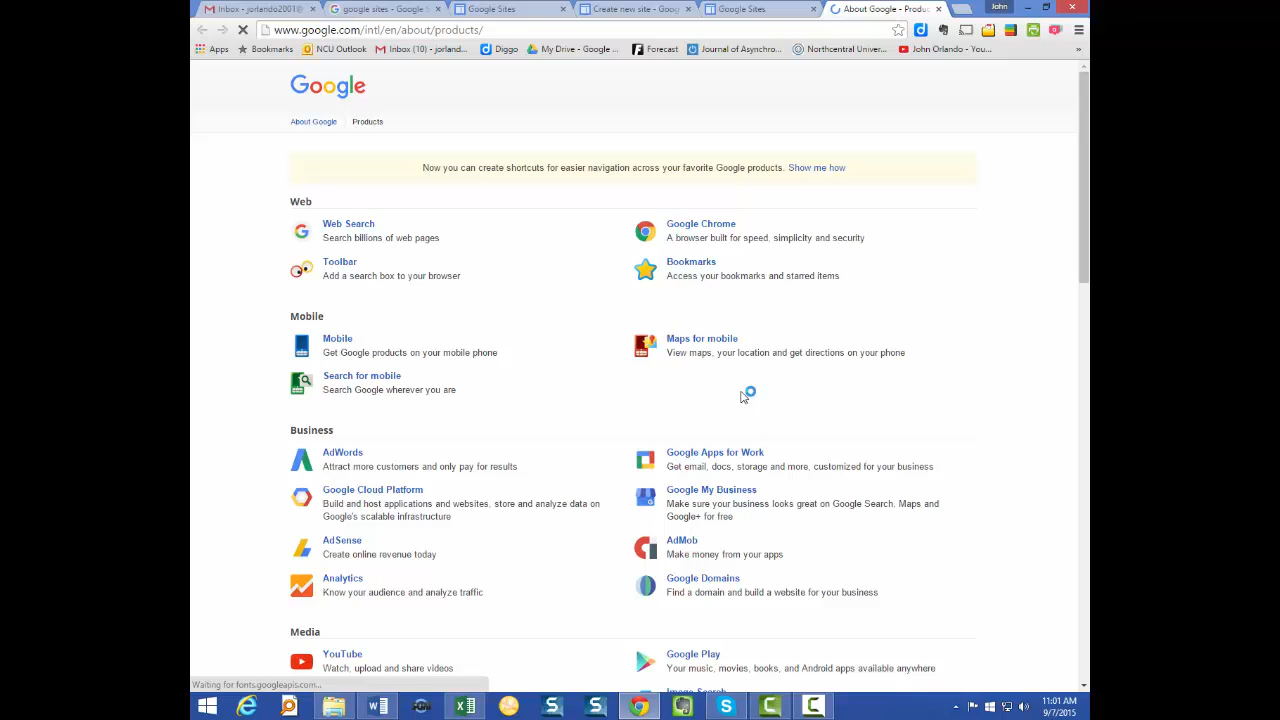 Inbox - jorlando2001@
google sites - Google S
Google Sites
Create new site - Goog
Google Sites
About Google - Produc
John
www.google.com/intl/en/about/products/
Apps
Bookmarks
NCU Outlook
Inbox (10) - jorland...
Diggo
My Drive - Google ...
Forecast
Journal of Asynchro...
Northcentral Univer...
John Orlando - You...
»
Google
About Google
Products
Now you can create shortcuts for easier navigation across your favorite Google products. Show me how
Web
Web Search
Search billions of web pages
Google Chrome
A browser built for speed, simplicity and security
Toolbar
Add a search box to your browser
Bookmarks
Access your bookmarks and starred items
Mobile
Mobile
Get Google products on your mobile phone
Maps for mobile
View maps, your location and get directions on your phone
Search for mobile
Search Google wherever you are
Business
AdWords
Attract more customers and only pay for results
Google Apps for Work
Get email, docs, storage and more, customized for your business
Google Cloud Platform
Build and host applications and websites, store and analyze data on
Google's scalable infrastructure
Google My Business
Make sure your business looks great on Google Search, Maps and
Google+ for free
AdSense
Create online revenue today
AdMob
Make money from your apps
Analytics
Know your audience and analyze traffic
Google Domains
Find a domain and build a website for your business
Media
YouTube
Watch, upload and share videos
Google Play
Your music, movies, books, and Android apps available anywhere
Image Search
Waiting for fonts.googleapis.com...
11:01 AM
9/7/2015